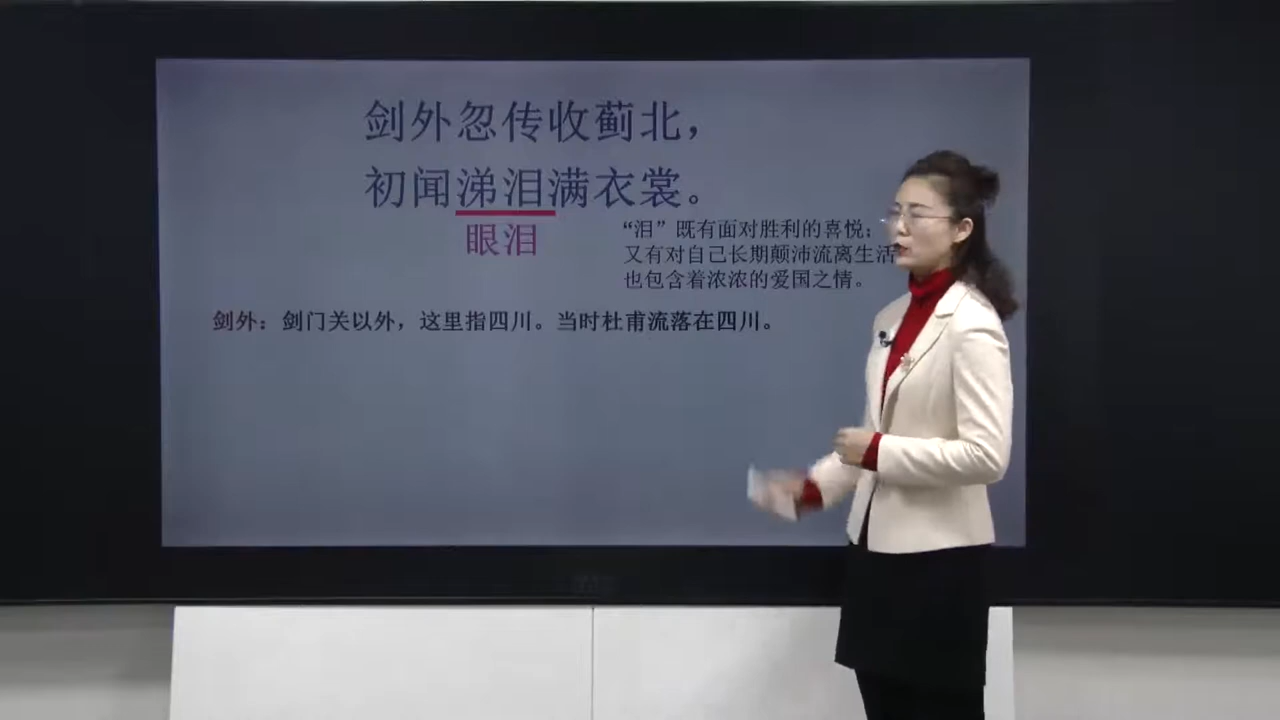 剑外忽传收蓟北，
初闻涕泪满衣裳。
眼泪
“泪”既有面对胜利的喜悦；
又有对自己长期颠沛流离生活
也包含着浓浓的爱国之情。
剑外：剑门关以外，这里指四川。当时杜甫流落在四川。